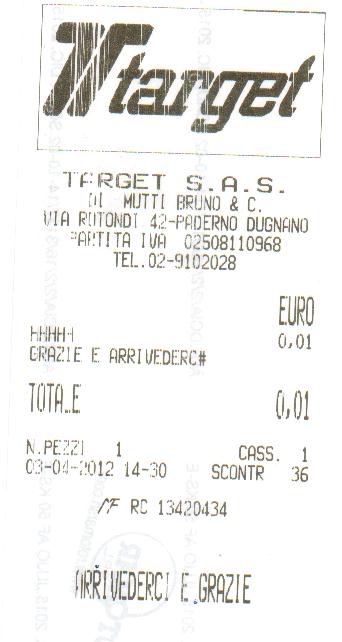 target
TARGET S.A.S.
DI MUTTI BRUNO & C.
VIA ROTONDI 42-PADERNO DUGNANO
PARTITA IVA 02508110968
TEL.02-9102028
EURO
HHHHH 0,01
GRAZIE E ARRIVEDERC#
TOTALE 0,01
N.PEZZI 1 CASS. 1
03-04-2012 14-30 SCONTR 36
MF RC 13420434
ARRIVEDERCI E GRAZIE